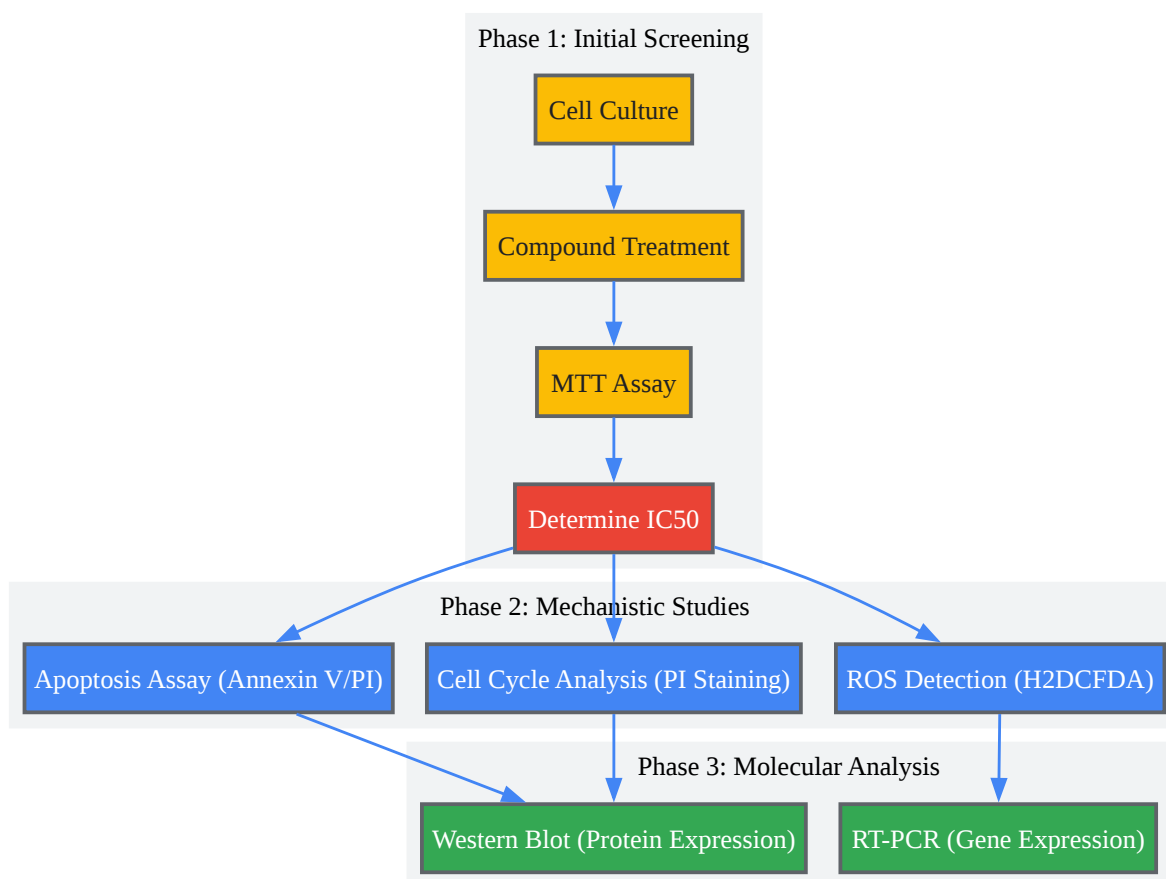 Phase 1: Initial Screening
Cell Culture
Compound Treatment
MTT Assay
Determine IC50
Phase 2: Mechanistic Studies
Apoptosis Assay (Annexin V/PI)
Cell Cycle Analysis (PI Staining)
ROS Detection (H2DCFDA)
Phase 3: Molecular Analysis
Western Blot (Protein Expression)
RT-PCR (Gene Expression)